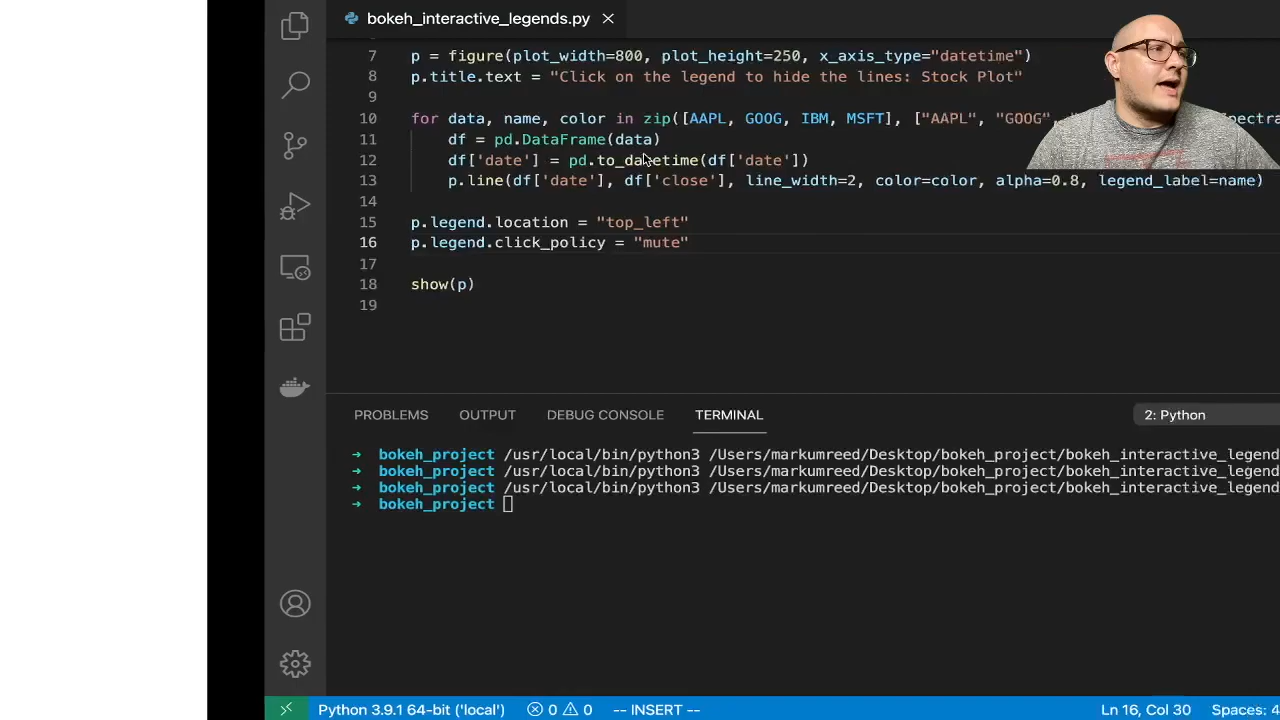 bokeh_interactive_legends.py
7 p = figure(plot_width=800, plot_height=250, x_axis_type="datetime")
8 p.title.text = "Click on the legend to hide the lines: Stock Plot"
9
10 for data, name, color in zip([AAPL, GOOG, IBM, MSFT], ["AAPL", "GOOG",
11 df = pd.DataFrame(data)
12 df['date'] = pd.to_datetime(df['date'])
13 p.line(df['date'], df['close'], line_width=2, color=color, alpha=0.8, legend_label=name)
14
15 p.legend.location = "top_left"
16 p.legend.click_policy = "mute"
17
18 show(p)
19
PROBLEMS OUTPUT DEBUG CONSOLE TERMINAL 2: Python
→ bokeh_project /usr/local/bin/python3 /Users/markumreed/Desktop/bokeh_project/bokeh_interactive_legend
→ bokeh_project /usr/local/bin/python3 /Users/markumreed/Desktop/bokeh_project/bokeh_interactive_legend
→ bokeh_project /usr/local/bin/python3 /Users/markumreed/Desktop/bokeh_project/bokeh_interactive_legend
→ bokeh_project
Python 3.9.1 64-bit ('local') 0 0 -- INSERT -- Ln 16, Col 30 Spaces: 4